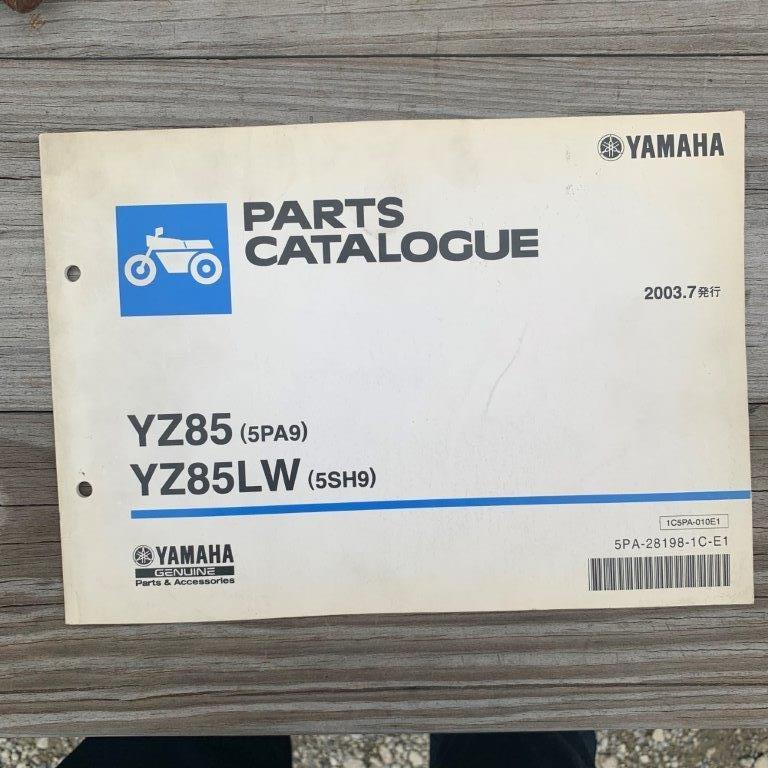 YAMAHA
PARTS
CATALOGUE
2003.7発行
YZ85 (5PA9)
YZ85LW (5SH9)
1C5PA-010E1
5PA-28198-1C-E1
YAMAHA
GENUINE
Parts & Accessories